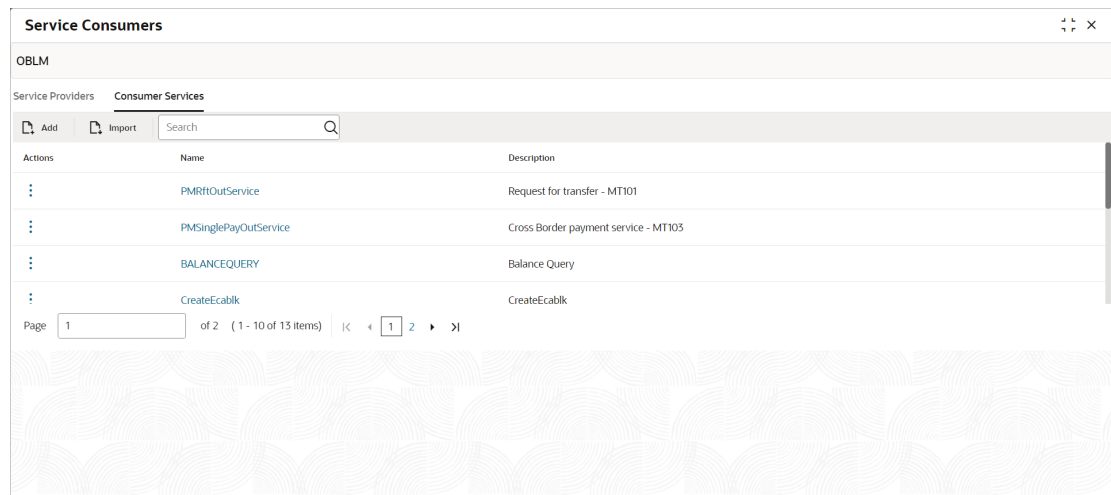 Service Consumers
OBLM
Service Providers Consumer Services
Add Import Search
Actions Name Description
PMRftOutService Request for transfer - MT101
PMSinglePayOutService Cross Border payment service - MT103
BALANCEQUERY Balance Query
CreateEcablk CreateEcablk
Page 1 of 2 ( 1 - 10 of 13 items) 1 2